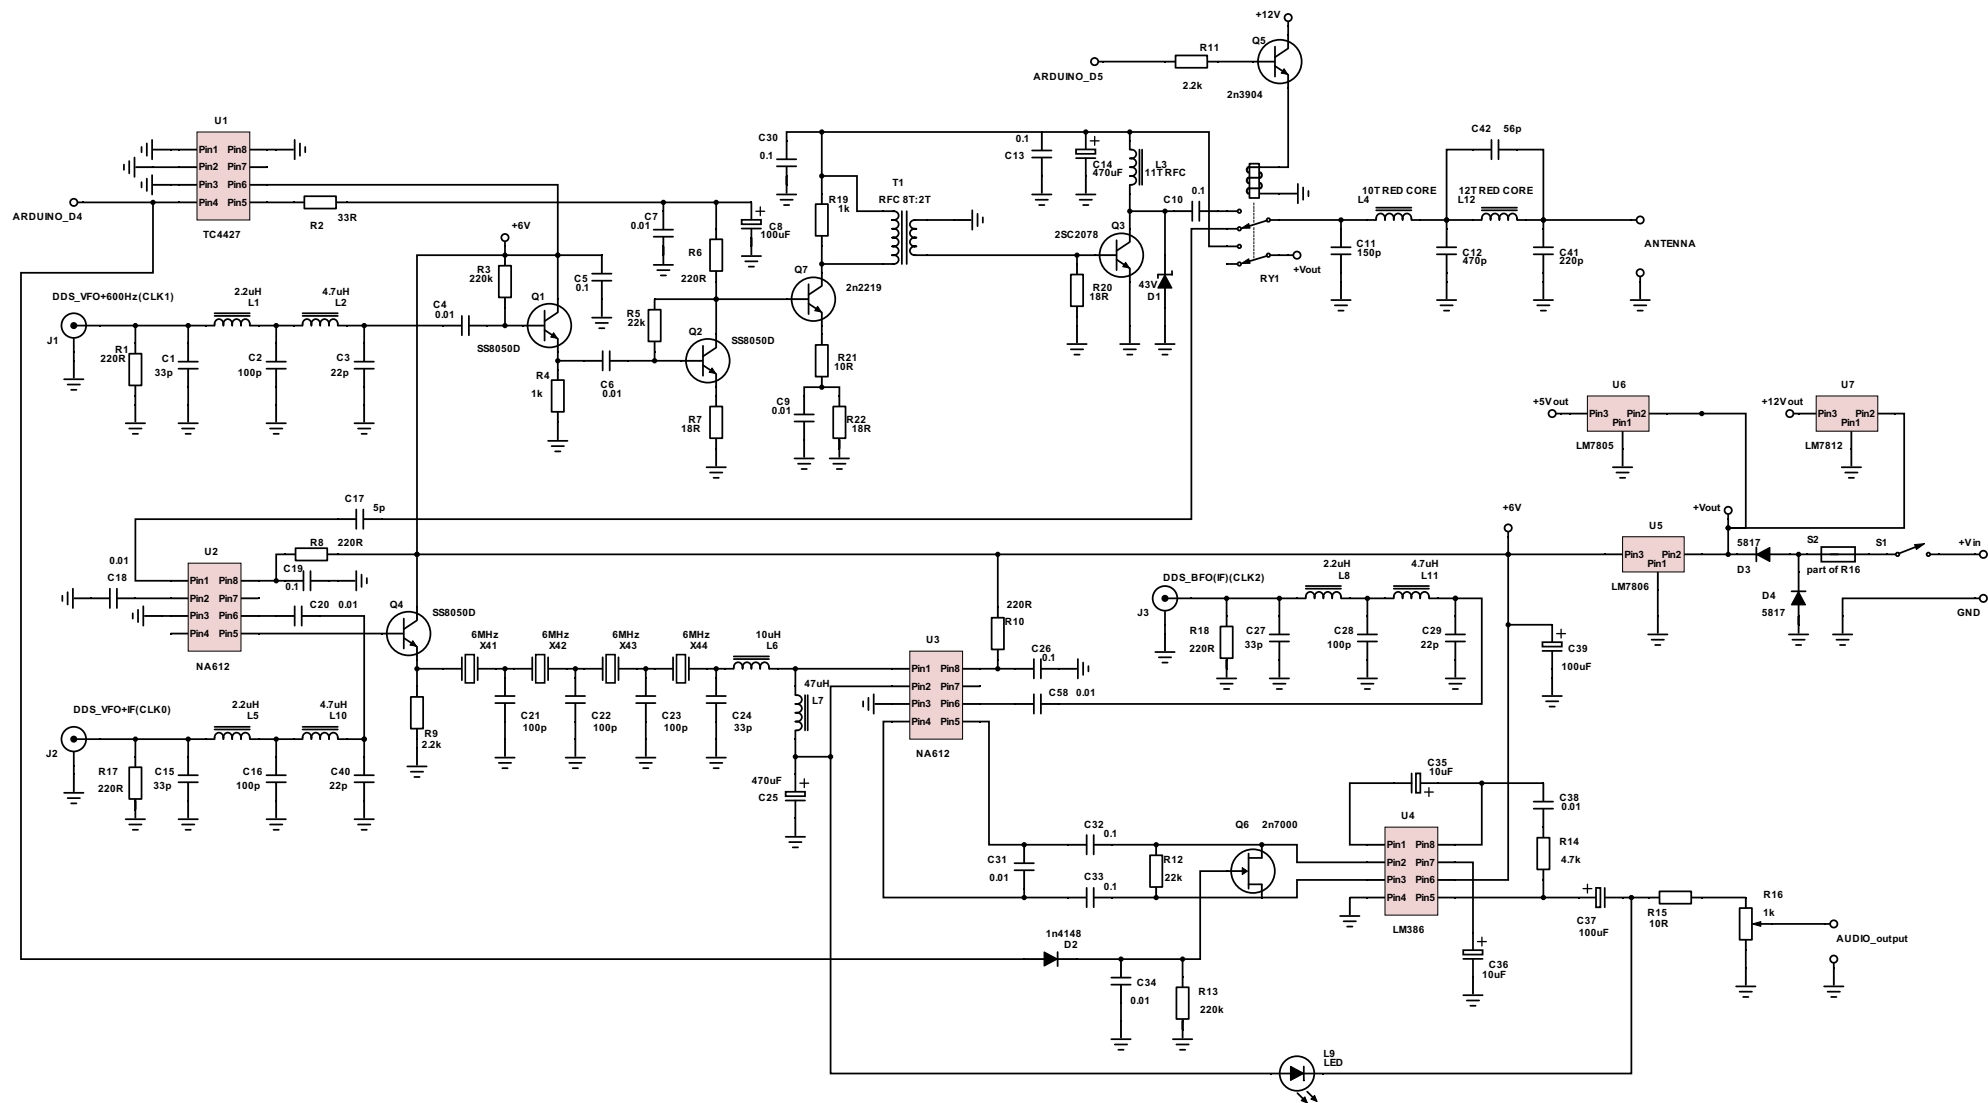 +12V
Q5
R11
2.2k
ARDUINO_D5
2n3904
U1
Pin1 Pin8
Pin2 Pin7
Pin3 Pin6
Pin4 Pin5
TC4427
ARDUINO_D4
R2
33R
C30
0.1
C7
0.01
C8
100uF
R19
1k
T1
RFC 8T:2T
0.1
C13
C14
470uF
L3
11T RFC
C10
0.1
Q3
2SC2078
R20
18R
43V
D1
RY1
+Vout
C42
56p
10T RED CORE
L4
12T RED CORE
L12
C11
150p
C12
470p
C41
220p
ANTENNA
DDS_VFO+600Hz(CLK1)
J1
R1
220R
C1
33p
2.2uH
L1
C2
100p
4.7uH
L2
C3
22p
C4
0.01
+6V
R3
220k
Q1
SS8050D
C5
0.1
R4
1k
C6
0.01
R5
22k
R6
220R
Q2
SS8050D
R7
18R
Q7
2n2219
R21
10R
C9
0.01
R22
18R
U6
+5Vout
Pin3 Pin2
Pin1
LM7805
U7
+12Vout
Pin3 Pin2
Pin1
LM7812
C17
5p
0.01
C18
U2
Pin1 Pin8
Pin2 Pin7
Pin3 Pin6
Pin4 Pin5
NA612
R8
220R
C19
0.1
C20 0.01
Q4
SS8050D
R9
2.2k
6MHz
X41
6MHz
X42
6MHz
X43
6MHz
X44
10uH
L6
C21
100p
C22
100p
C23
100p
C24
33p
47uH
L7
470uF
C25
U3
Pin1 Pin8
Pin2 Pin7
Pin3 Pin6
Pin4 Pin5
NA612
220R
R10
C26
0.1
C58 0.01
DDS_BFO(IF)(CLK2)
J3
R18
220R
C27
33p
2.2uH
L8
C28
100p
4.7uH
L11
C29
22p
+6V
C39
100uF
U5
Pin3 Pin2
Pin1
LM7806
+Vout
5817
D3
S2
part of R16
S1
+Vin
D4
5817
GND
DDS_VFO+IF(CLK0)
J2
R17
220R
C15
33p
2.2uH
L5
C16
100p
4.7uH
L10
C40
22p
C31
0.01
C32
0.1
C33
0.1
R12
22k
Q6 2n7000
C35
10uF
U4
Pin1 Pin8
Pin2 Pin7
Pin3 Pin6
Pin4 Pin5
LM386
C36
10uF
C38
0.01
R14
4.7k
C37
100uF
R15
10R
R16
1k
AUDIO_output
1n4148
D2
C34
0.01
R13
220k
L9
LED